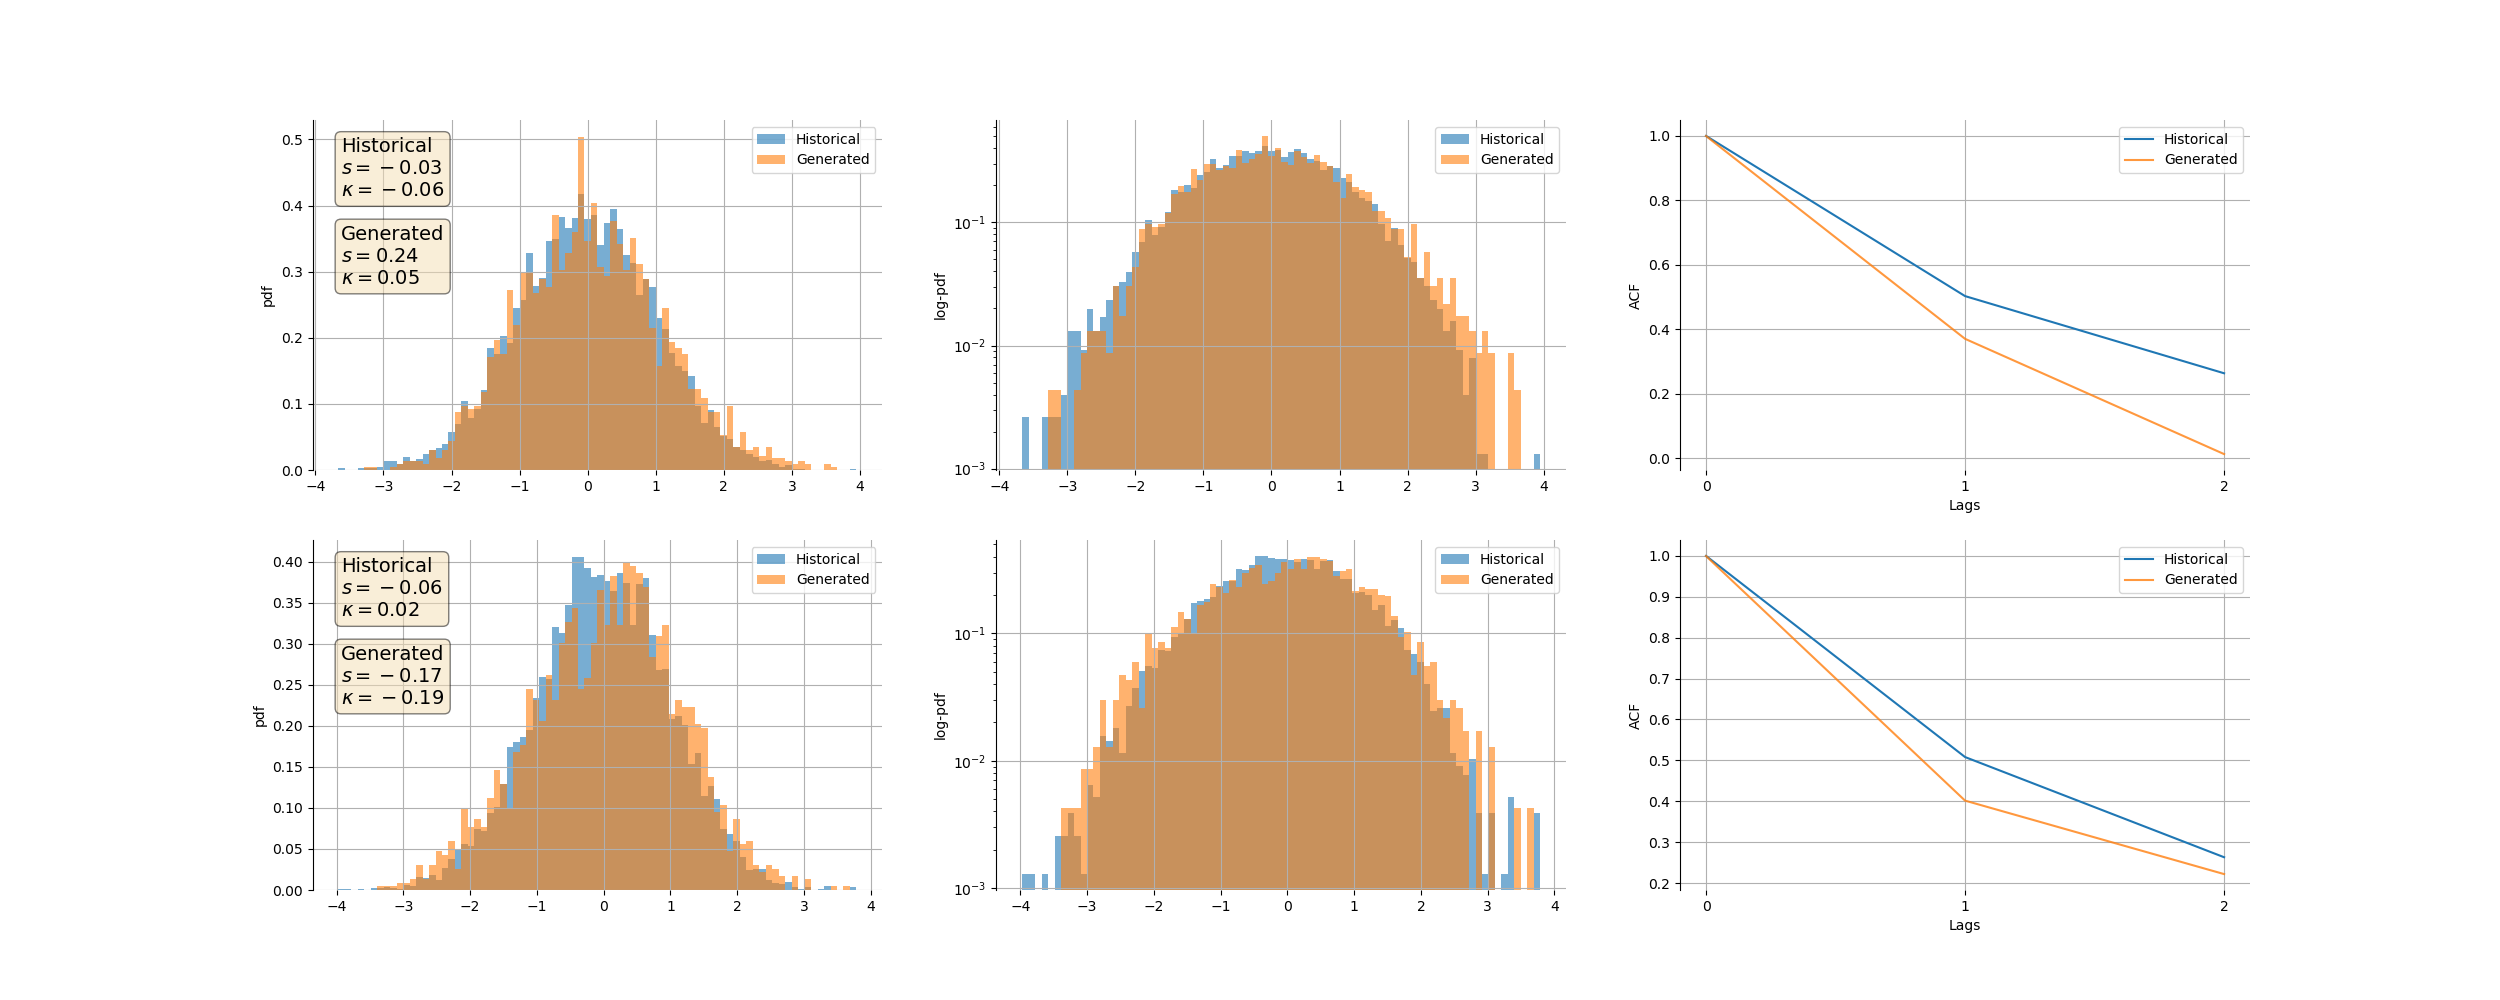 Historical
s = −0.03
κ = −0.06
Generated
s = 0.24
κ = 0.05
Historical
Generated
pdf
0.5
0.4
0.3
0.2
0.1
0.0
−4 −3 −2 −1 0 1 2 3 4
Historical
Generated
log-pdf
10⁻¹
10⁻²
10⁻³
−4 −3 −2 −1 0 1 2 3 4
Historical
Generated
ACF
1.0
0.8
0.6
0.4
0.2
0.0
0 1 2
Lags
Historical
s = −0.06
κ = 0.02
Generated
s = −0.17
κ = −0.19
Historical
Generated
pdf
0.40
0.35
0.30
0.25
0.20
0.15
0.10
0.05
0.00
−4 −3 −2 −1 0 1 2 3 4
Historical
Generated
log-pdf
10⁻¹
10⁻²
10⁻³
−4 −3 −2 −1 0 1 2 3 4
Historical
Generated
ACF
1.0
0.9
0.8
0.7
0.6
0.5
0.4
0.3
0.2
0 1 2
Lags